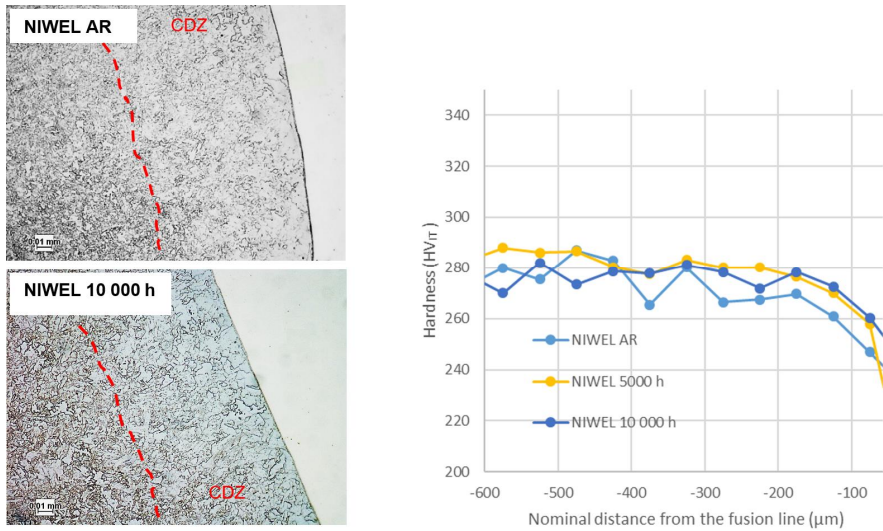 NIWEL AR
CDZ
0.01 mm
NIWEL 10 000 h
CDZ
0.01 mm
340
320
300
280
260
240
220
200
Hardness (HVIT)
NIWEL AR
NIWEL 5000 h
NIWEL 10 000 h
-600 -500 -400 -300 -200 -100
Nominal distance from the fusion line (µm)